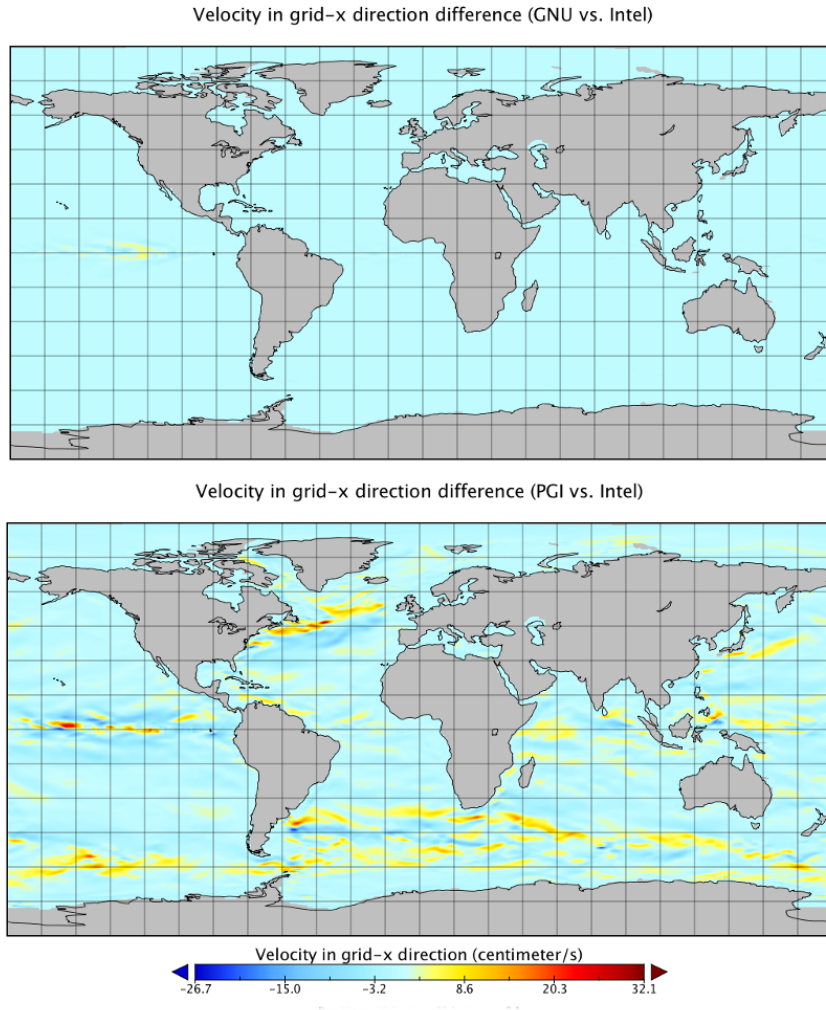 Velocity in grid-x direction difference (GNU vs. Intel)
Velocity in grid-x direction difference (PGI vs. Intel)
Velocity in grid-x direction (centimeter/s)
-26.7 -15.0 -3.2 8.6 20.3 32.1